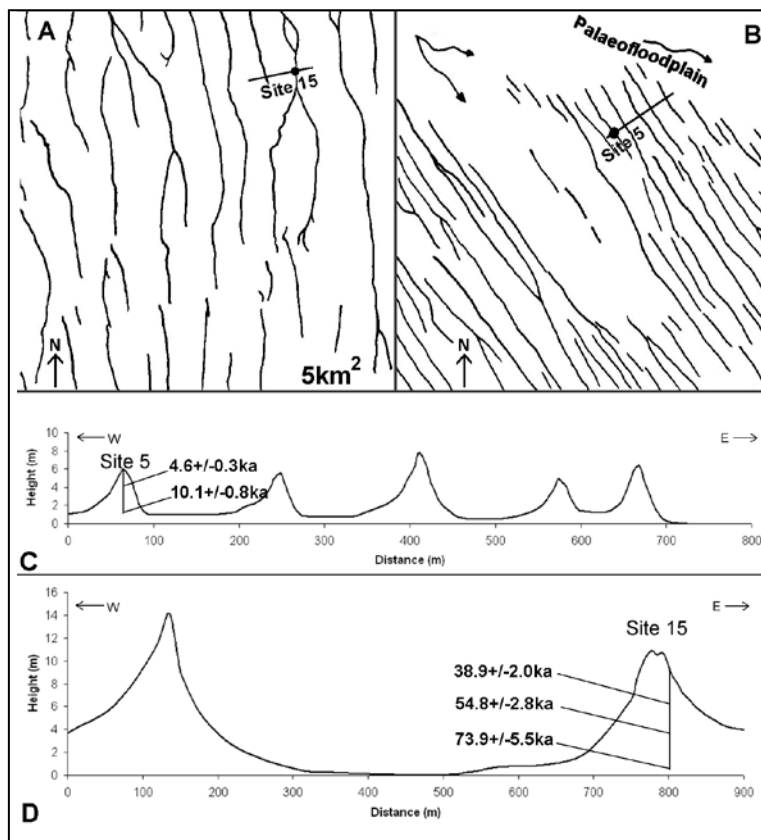 A
Site 15
N
5km²
B
Palaeofloodplain
Site 5
N
Height (m)
10
8
6
4
2
0
W
E
Site 5
4.6+/-0.3ka
10.1+/-0.8ka
0 100 200 300 400 500 600 700 800
Distance (m)
C
Height (m)
16
14
12
10
8
6
4
2
0
W
E
Site 15
38.9+/-2.0ka
54.8+/-2.8ka
73.9+/-5.5ka
0 100 200 300 400 500 600 700 800 900
Distance (m)
D